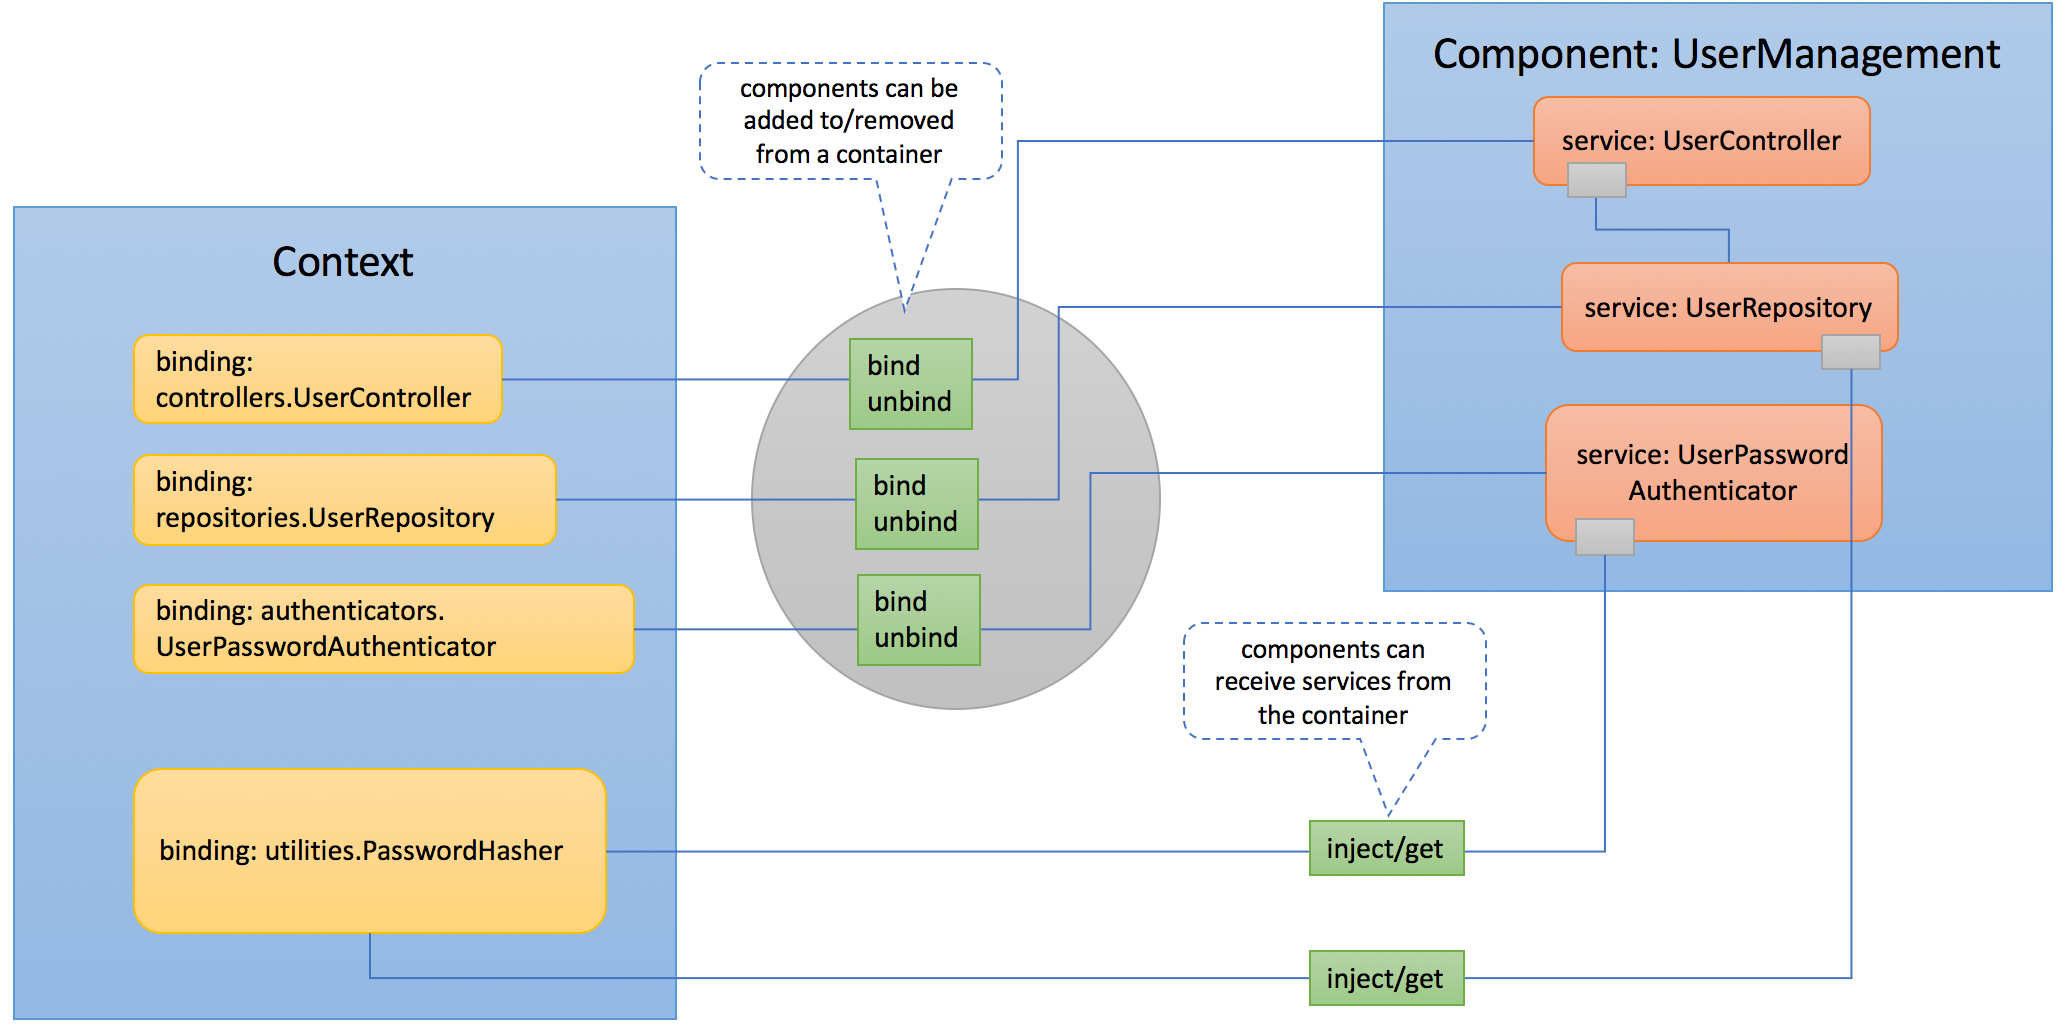 Component: UserManagement
components can be
added to/removed
from a container
service: UserController
Context
service: UserRepository
binding:
controllers.UserController
bind
unbind
binding:
repositories.UserRepository
bind
unbind
service: UserPassword
Authenticator
binding: authenticators.
UserPasswordAuthenticator
bind
unbind
components can
receive services from
the container
binding: utilities.PasswordHasher
inject/get
inject/get